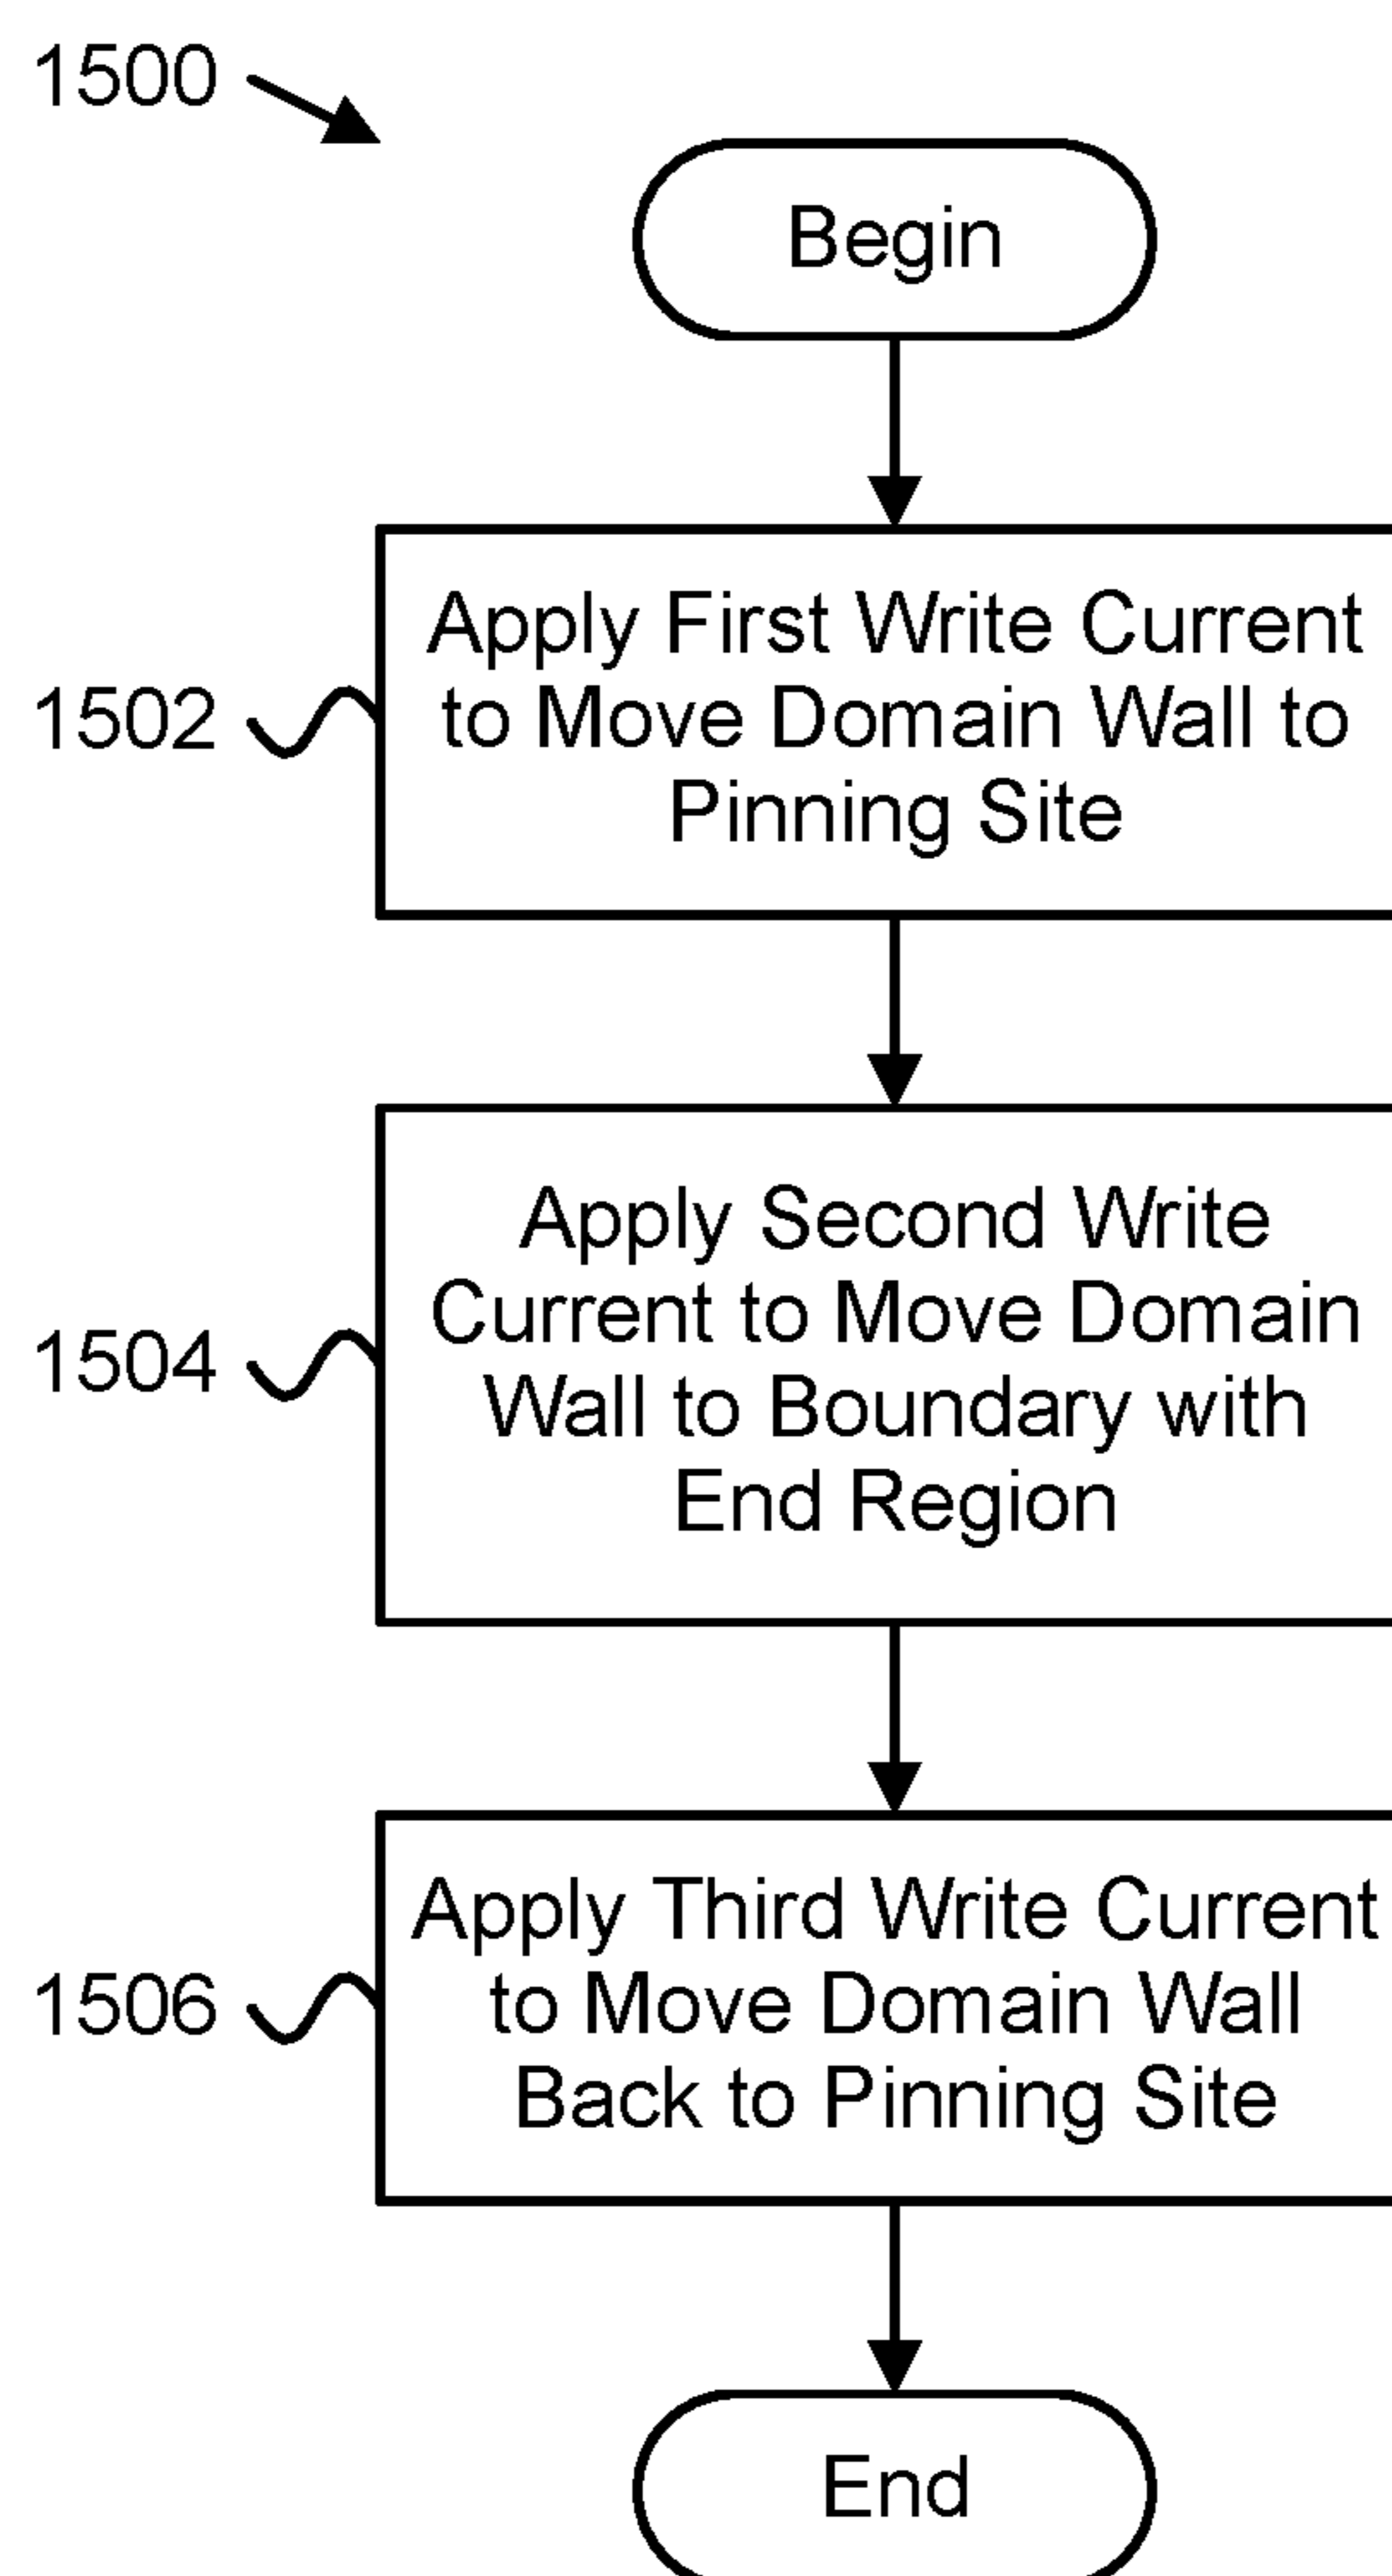 1500
Begin
Apply First Write Current
to Move Domain Wall to
Pinning Site
1502
Apply Second Write
Current to Move Domain
Wall to Boundary with
End Region
1504
Apply Third Write Current
to Move Domain Wall
Back to Pinning Site
1506
End